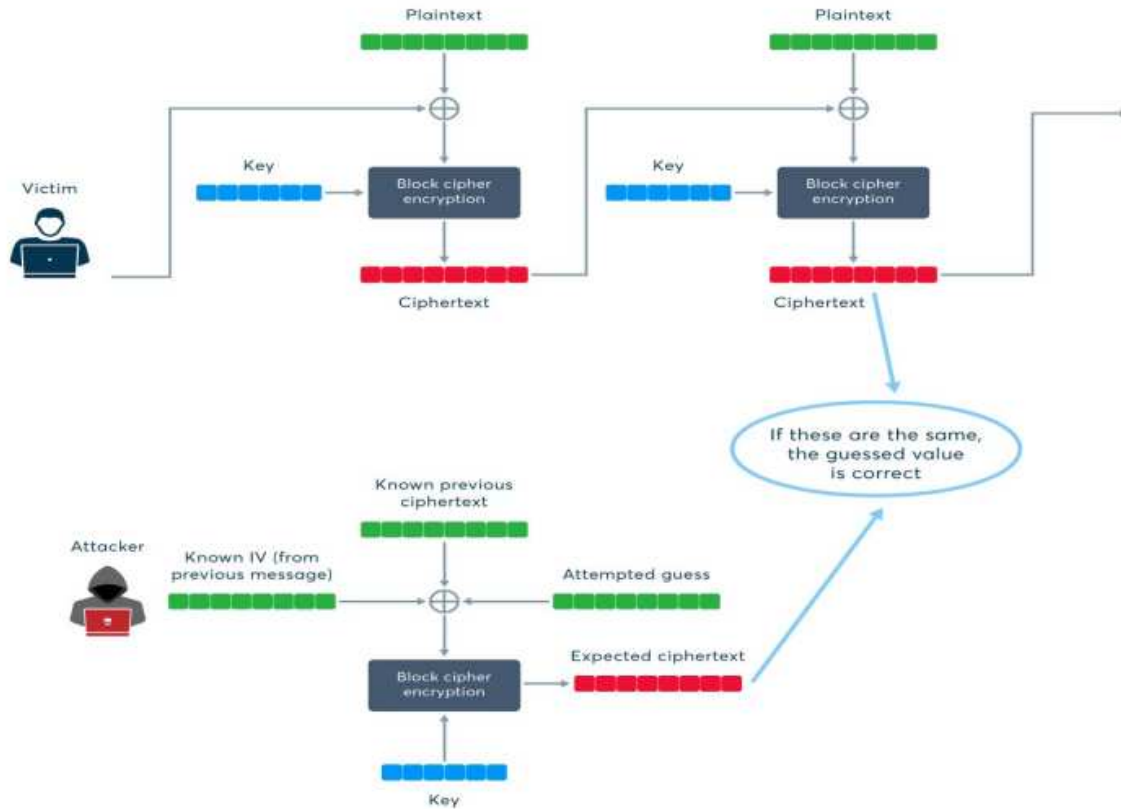 Plaintext
Plaintext
Key
Key
Victim
Block cipher
encryption
Block cipher
encryption
Ciphertext
Ciphertext
If these are the same,
the guessed value
is correct
Known previous
ciphertext
Attacker
Known IV (from
previous message)
Attempted guess
Expected ciphertext
Block cipher
encryption
Key